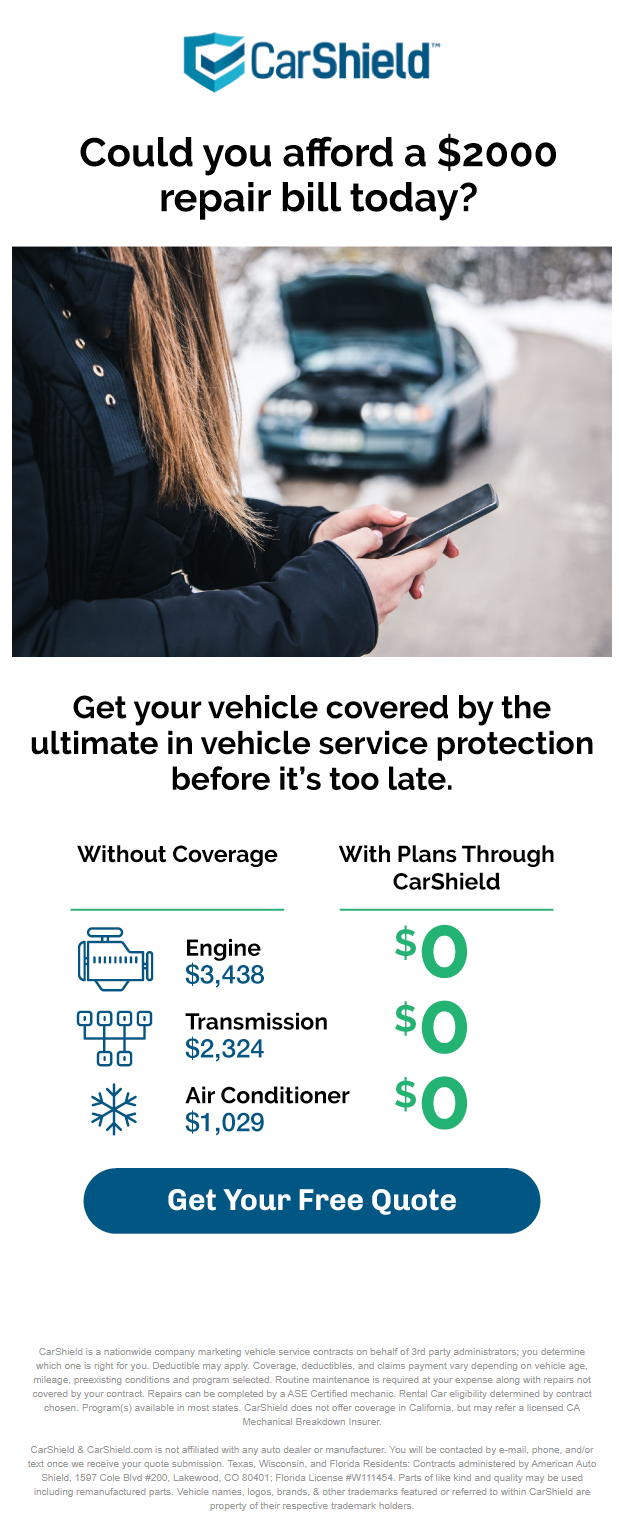 CarShield™
Could you afford a $2000
repair bill today?
Get your vehicle covered by the
ultimate in vehicle service protection
before it's too late.
Without Coverage
With Plans Through
CarShield
Engine
$3,438
$0
Transmission
$2,324
$0
Air Conditioner
$1,029
$0
Get Your Free Quote
CarShield is a nationwide company marketing vehicle service contracts on behalf of 3rd party administrators; you determine
which one is right for you. Deductible may apply. Coverage, deductibles, and claims payment vary depending on vehicle age,
mileage, preexisting conditions and program selected. Routine maintenance is required at your expense along with repairs not
covered by your contract. Repairs can be completed by a ASE Certified mechanic. Rental Car eligibility determined by contract
chosen. Program(s) available in most states. CarShield does not offer coverage in California, but may refer a licensed CA
Mechanical Breakdown Insurer.
CarShield & CarShield.com is not affiliated with any auto dealer or manufacturer. You will be contacted by e-mail, phone, and/or
text once we receive your quote submission. Texas, Wisconsin, and Florida Residents: Contracts administered by American Auto
Shield, 1597 Cole Blvd #200, Lakewood, CO 80401; Florida License #W111454. Parts of like kind and quality may be used
including remanufactured parts. Vehicle names, logos, brands, & other trademarks featured or referred to within CarShield are
property of their respective trademark holders.